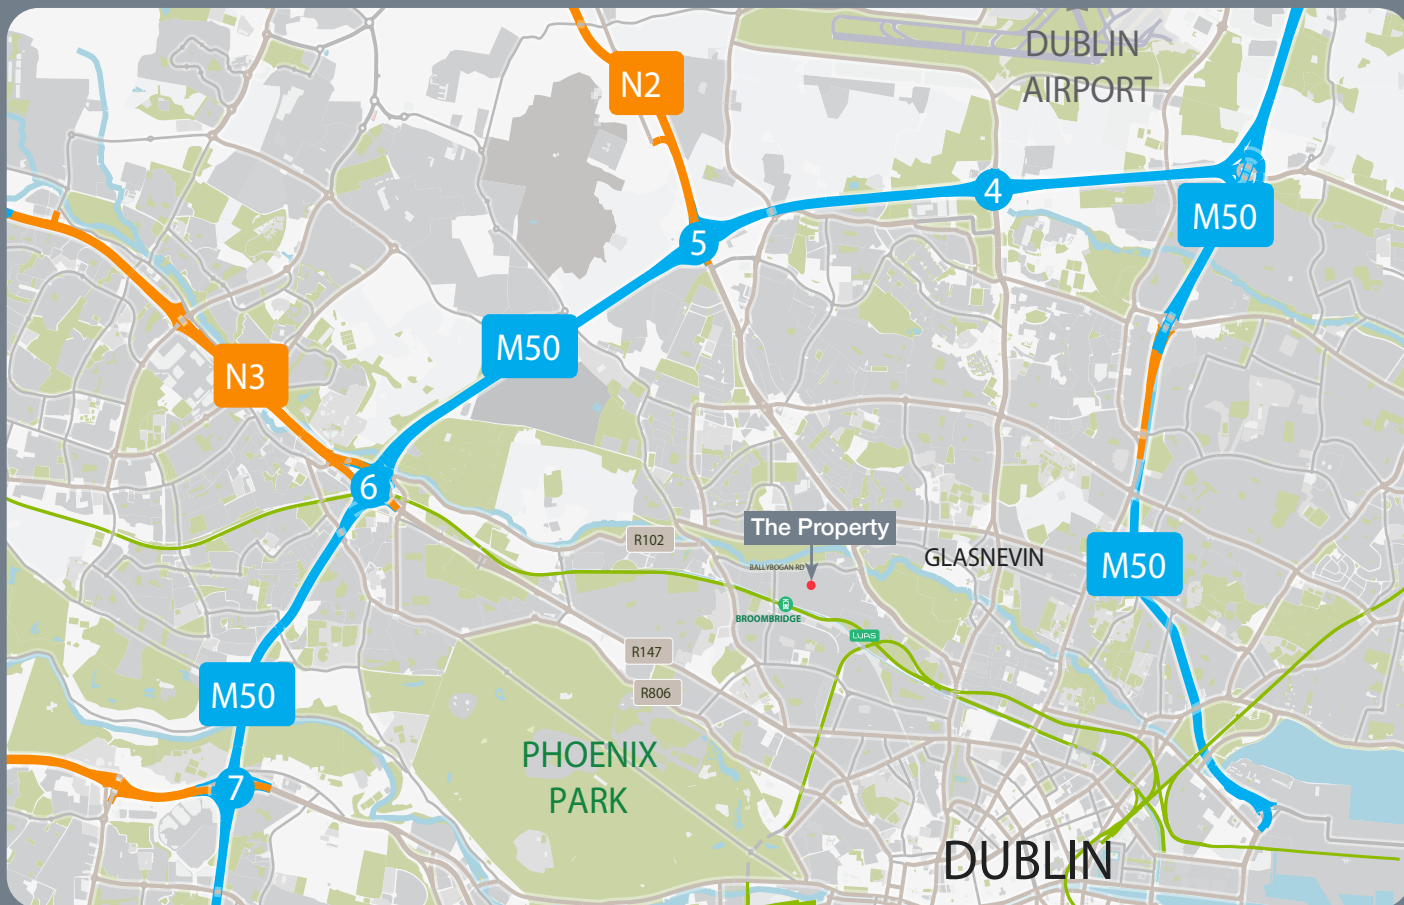 DUBLIN
AIRPORT
N2
4
M50
5
M50
N3
6
The Property
R102
GLASNEVIN
BALLYBOGAN RD
M50
BROOMBRIDGE
LUAS
R147
M50
R806
PHOENIX
PARK
7
DUBLIN